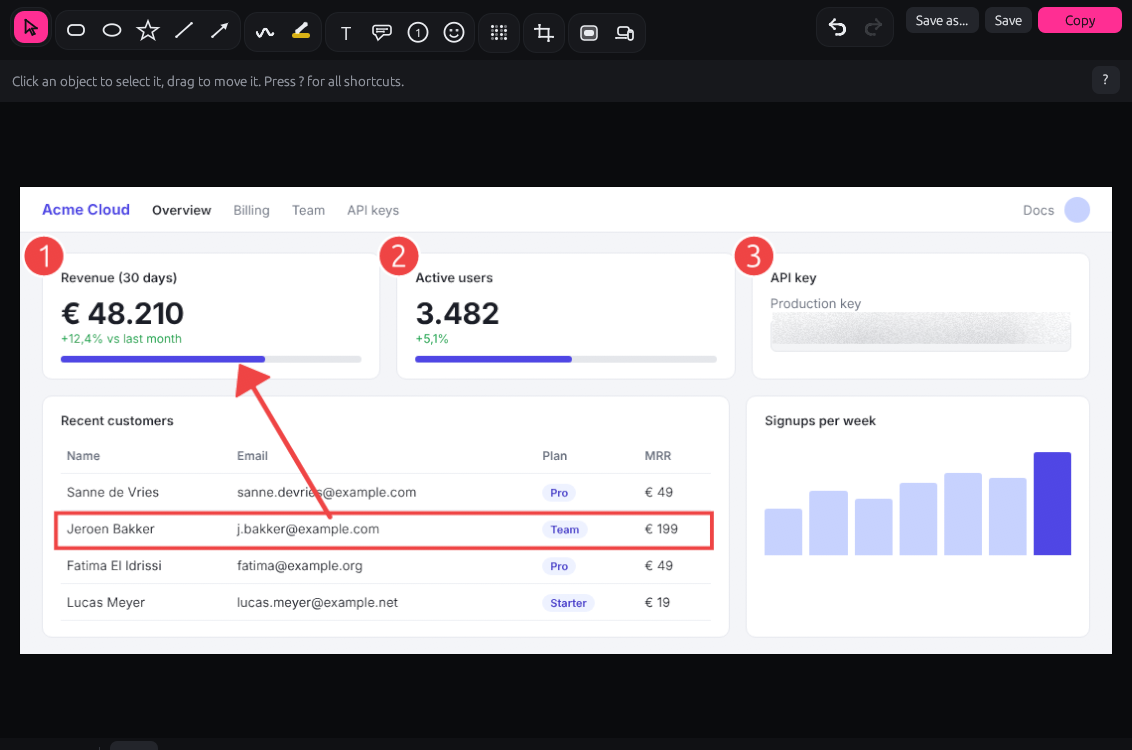 T
1
Save as...
Save
Copy
Click an object to select it, drag to move it. Press ? for all shortcuts.
?
Acme Cloud
Overview
Billing
Team
API keys
Docs
1
Revenue (30 days)
€ 48.210
+12,4% vs last month
2
Active users
3.482
+5,1%
3
API key
Production key
Recent customers
Name Email Plan MRR
Sanne de Vries sanne.devries@example.com Pro € 49
Jeroen Bakker j.bakker@example.com Team € 199
Fatima El Idrissi fatima@example.org Pro € 49
Lucas Meyer lucas.meyer@example.net Starter € 19
Signups per week